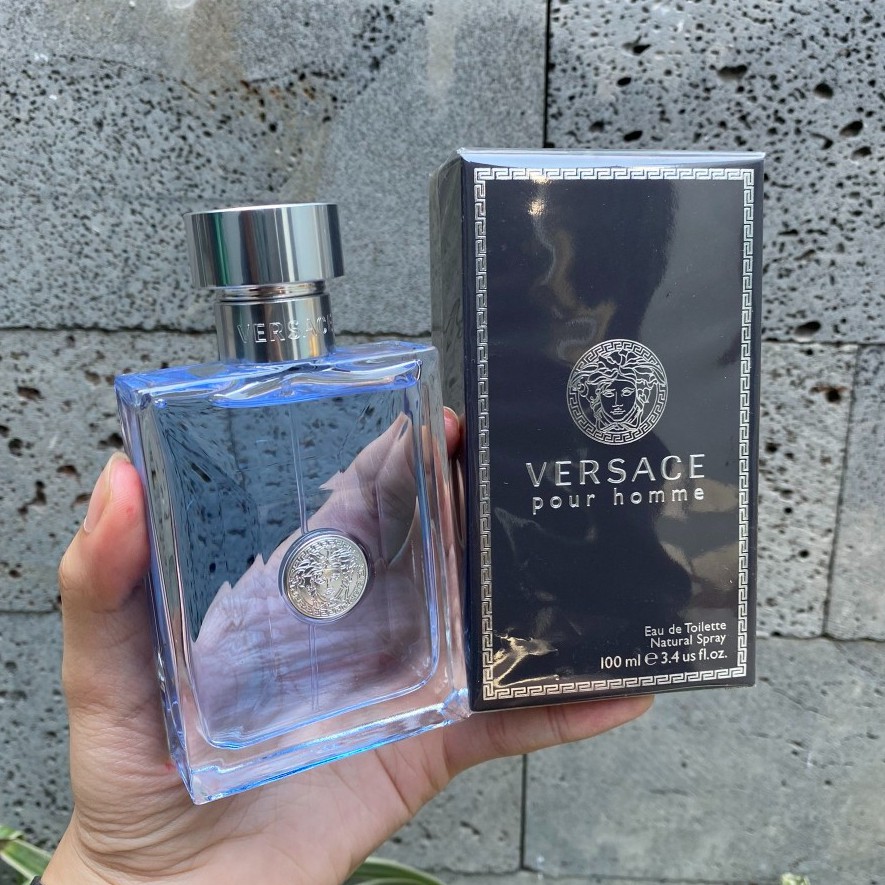 VERSACE
VERSACE
pour homme
Eau de Toilette
Natural Spray
100 ml ℮ 3.4 us fl.oz.